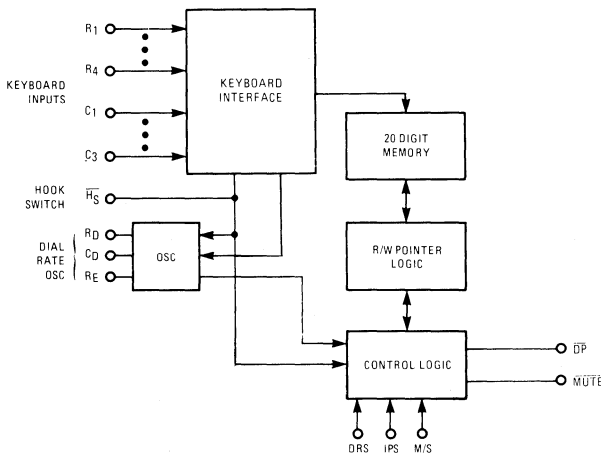 R1
R4
KEYBOARD
INPUTS
C1
C3
KEYBOARD
INTERFACE
20 DIGIT
MEMORY
HOOK
SWITCH
HS
DIAL
RATE
OSC
RD
CD
RE
OSC
R/W POINTER
LOGIC
CONTROL LOGIC
DP
MUTE
DRS IPS M/S